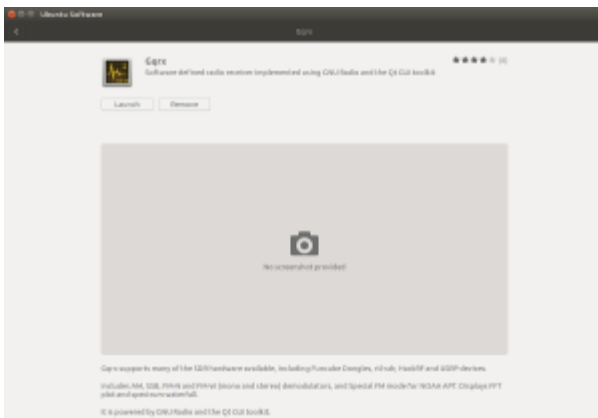 Ubuntu Software
Gqrx
Gqrx
Software defined radio receiver implemented using GNU Radio and the Qt GUI toolkit
(4)
Launch
Remove
No screenshot provided
Gqrx supports many of the SDR hardware available, including Funcube Dongles, rtl-sdr, HackRF and USRP devices.
Includes AM, SSB, FM-N and FM-W (mono and stereo) demodulators, and Special FM mode for NOAA APT. Displays FFT
plot and spectrum waterfall.
It is powered by GNU Radio and the Qt GUI toolkit.